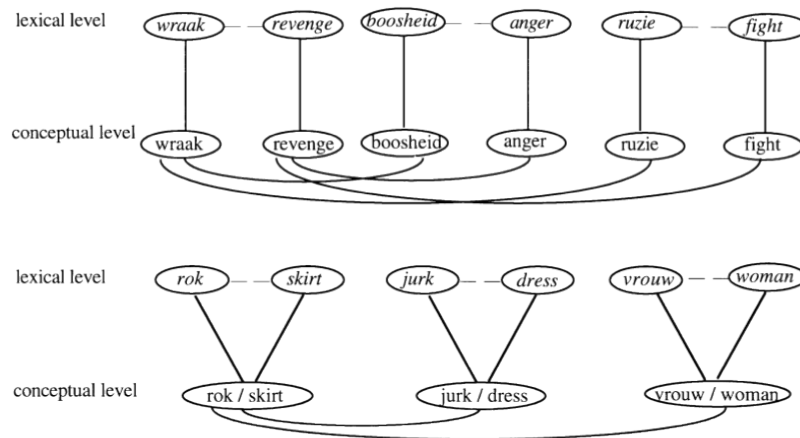 lexical level wraak revenge boosheid anger ruzie fight
conceptual level wraak revenge boosheid anger ruzie fight
lexical level rok skirt jurk dress vrouw woman
conceptual level rok / skirt jurk / dress vrouw / woman